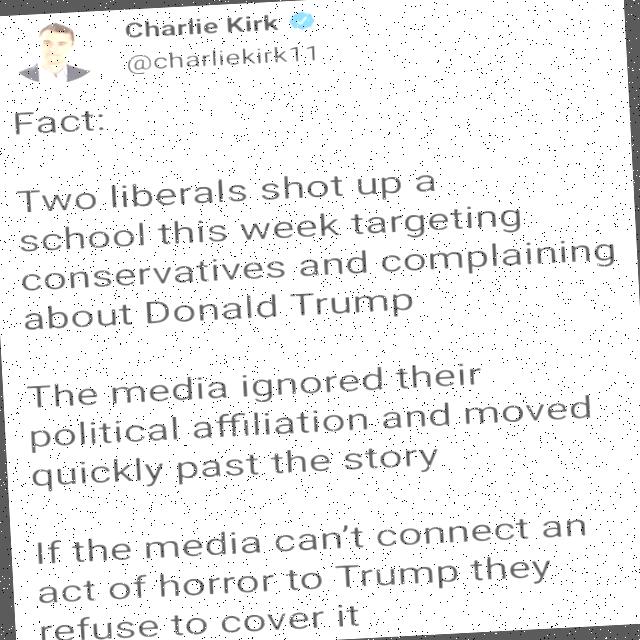 Charlie Kirk
@charliekirk11
Fact:
Two liberals shot up a
school this week targeting
conservatives and complaining
about Donald Trump
The media ignored their
political affiliation and moved
quickly past the story
If the media can't connect an
act of horror to Trump they
refuse to cover it